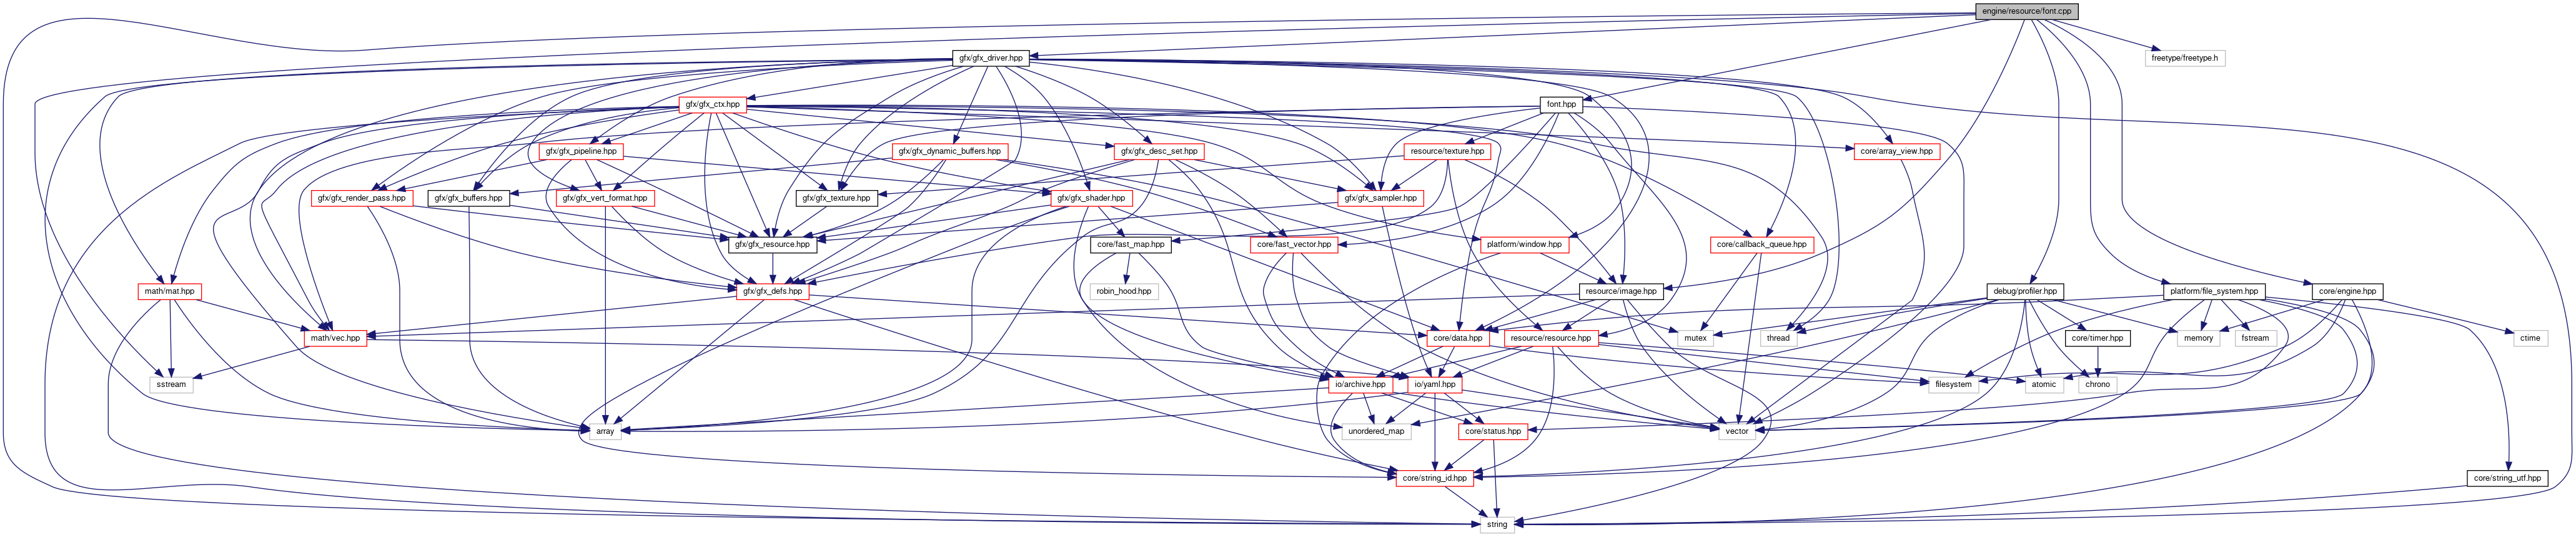 engine/resource/font.cpp
gfx/gfx_driver.hpp
freetype/freetype.h
gfx/gfx_ctx.hpp
font.hpp
gfx/gfx_pipeline.hpp
gfx/gfx_dynamic_buffers.hpp
gfx/gfx_desc_set.hpp
resource/texture.hpp
core/array_view.hpp
gfx/gfx_render_pass.hpp
gfx/gfx_buffers.hpp
gfx/gfx_vert_format.hpp
gfx/gfx_texture.hpp
gfx/gfx_shader.hpp
gfx/gfx_sampler.hpp
gfx/gfx_resource.hpp
core/fast_map.hpp
core/fast_vector.hpp
platform/window.hpp
core/callback_queue.hpp
math/mat.hpp
gfx/gfx_defs.hpp
robin_hood.hpp
resource/image.hpp
debug/profiler.hpp
platform/file_system.hpp
core/engine.hpp
math/vec.hpp
core/data.hpp
resource/resource.hpp
mutex
thread
core/timer.hpp
memory
fstream
ctime
sstream
io/archive.hpp
io/yaml.hpp
filesystem
atomic
chrono
array
unordered_map
core/status.hpp
vector
core/string_id.hpp
core/string_utf.hpp
string